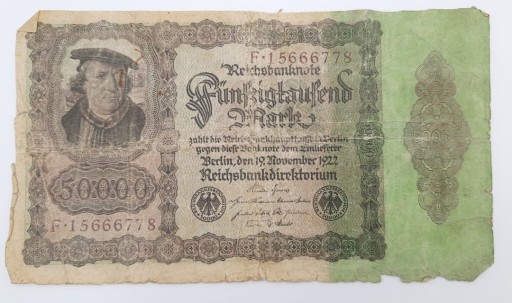 F·15666778
Reichsbanknote
Fünfzigtausend
Mark
zahlt die Reichsbankhauptkasse in Berlin
gegen diese Banknote dem Einlieferer
Berlin, den 19. November 1922
Reichsbankdirektorium
50000
F·15666778